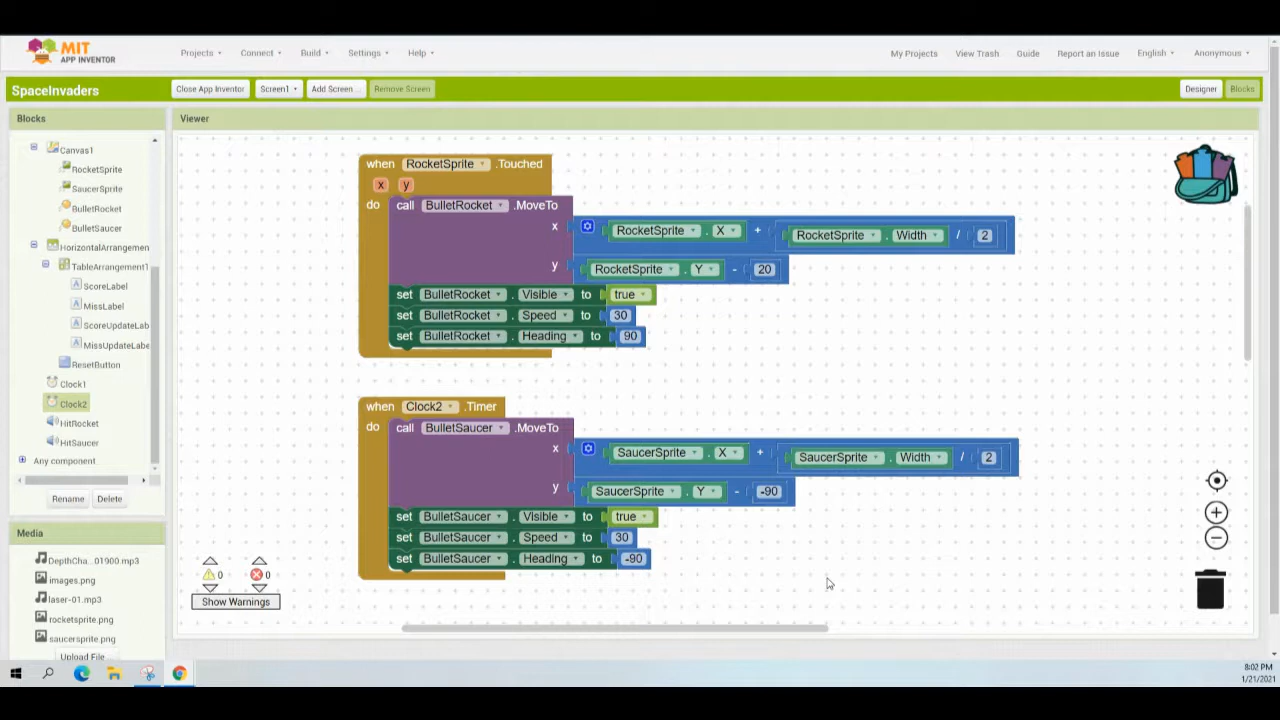 MIT
APP INVENTOR
Projects Connect Build Settings Help My Projects View Trash Guide Report an Issue English Anonymous
SpaceInvaders Close App Inventor Screen1 Add Screen ... Remove Screen Designer Blocks
Blocks
Canvas1
RocketSprite
SaucerSprite
BulletRocket
BulletSaucer
HorizontalArrangemen
TableArrangement1
ScoreLabel
MissLabel
ScoreUpdateLab
MissUpdateLabe
ResetButton
Clock1
Clock2
HitRocket
HitSaucer
Any component
Rename Delete
Media
DepthCha...01900.mp3
images.png
laser-01.mp3
rocketsprite.png
saucersprite.png
Upload File ...
Viewer
when RocketSprite .Touched
x y
do call BulletRocket .MoveTo
x RocketSprite . X + RocketSprite . Width / 2
y RocketSprite . Y - 20
set BulletRocket . Visible to true
set BulletRocket . Speed to 30
set BulletRocket . Heading to 90
when Clock2 .Timer
do call BulletSaucer .MoveTo
x SaucerSprite . X + SaucerSprite . Width / 2
y SaucerSprite . Y - -90
set BulletSaucer . Visible to true
set BulletSaucer . Speed to 30
set BulletSaucer . Heading to -90
0 0
Show Warnings
8:02 PM
1/21/2021